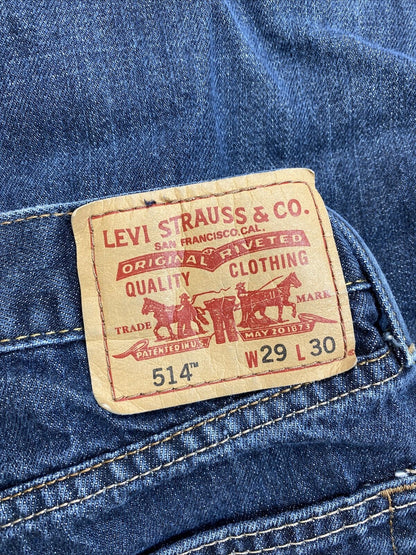 LEVI STRAUSS & CO.
SAN FRANCISCO, CAL.
ORIGINAL RIVETED
QUALITY CLOTHING
TRADE MARK
PATENTED IN U.S. MAY 20 1873
514™ W 29 L 30